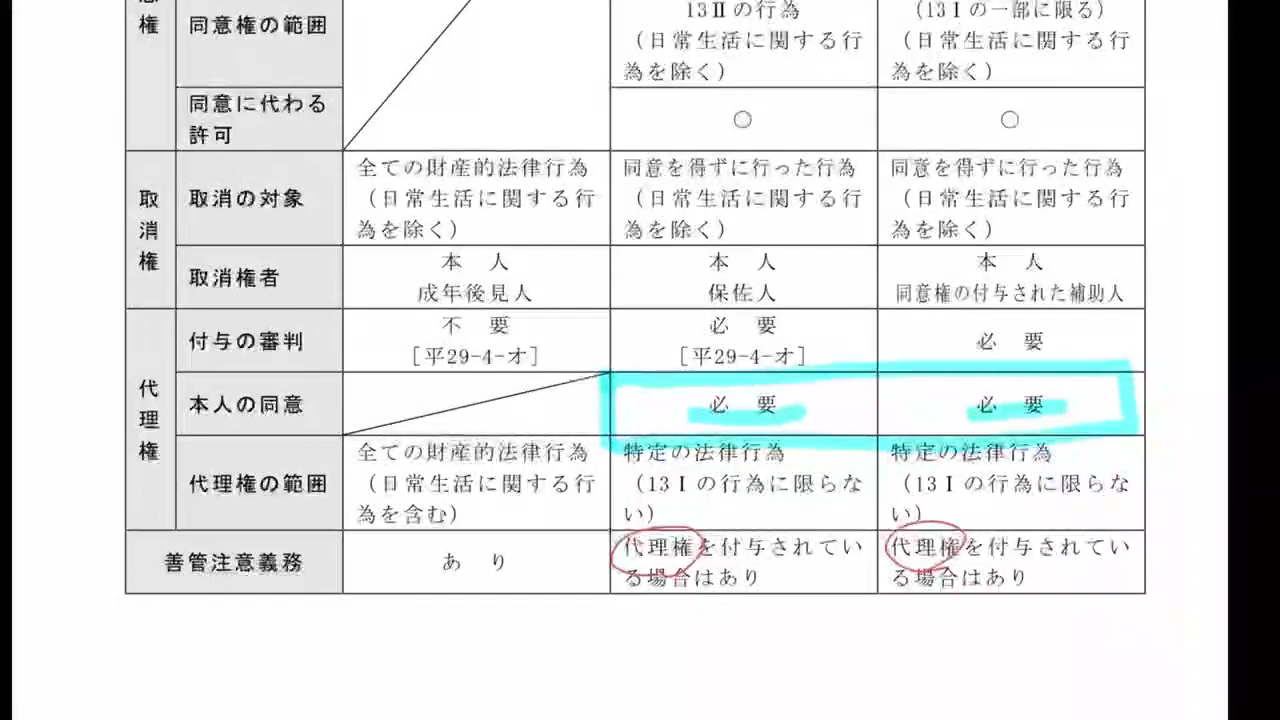 意
権
同意権の範囲
13Ⅱの行為
(日常生活に関する行
為を除く)
(13Ⅰの一部に限る)
(日常生活に関する行
為を除く)
同意に代わる
許可
○
○
取消権
取消の対象
全ての財産的法律行為
(日常生活に関する行
為を除く)
同意を得ずに行った行為
(日常生活に関する行
為を除く)
同意を得ずに行った行為
(日常生活に関する行
為を除く)
取消権者
本 人
成年後見人
本 人
保佐人
本 人
同意権の付与された補助人
代理権
付与の審判
不 要
[平29-4-オ]
必 要
[平29-4-オ]
必 要
本人の同意
必 要
必 要
代理権の範囲
全ての財産的法律行為
(日常生活に関する行
為を含む)
特定の法律行為
(13Ⅰの行為に限らな
い)
特定の法律行為
(13Ⅰの行為に限らな
い)
善管注意義務
あ り
代理権を付与されてい
る場合はあり
代理権を付与されてい
る場合はあり